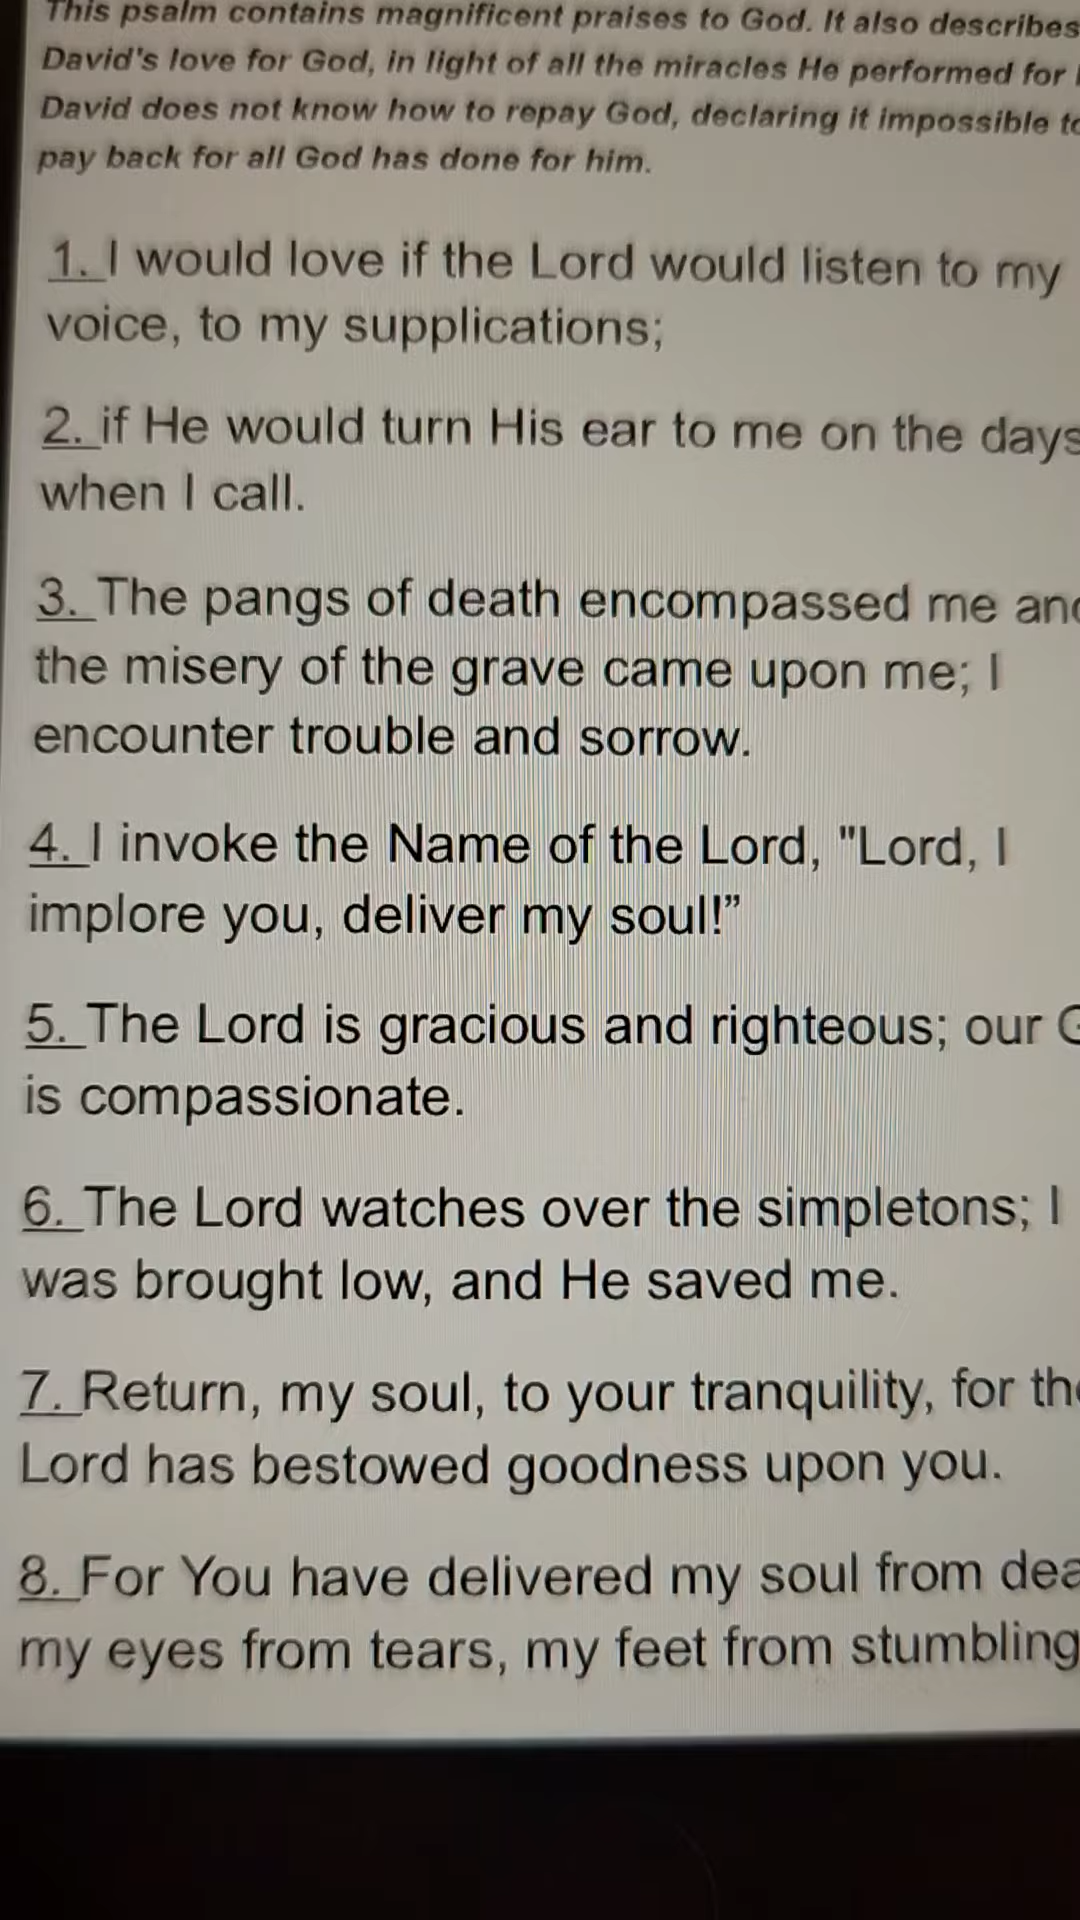 This psalm contains magnificent praises to God. It also describes
David's love for God, in light of all the miracles He performed for
David does not know how to repay God, declaring it impossible to
pay back for all God has done for him.
1. I would love if the Lord would listen to my
voice, to my supplications;
2. if He would turn His ear to me on the days
when I call.
3. The pangs of death encompassed me and
the misery of the grave came upon me; I
encounter trouble and sorrow.
4. I invoke the Name of the Lord, "Lord, I
implore you, deliver my soul!”
5. The Lord is gracious and righteous; our
is compassionate.
6. The Lord watches over the simpletons; I
was brought low, and He saved me.
7. Return, my soul, to your tranquility, for the
Lord has bestowed goodness upon you.
8. For You have delivered my soul from
my eyes from tears, my feet from stumbling